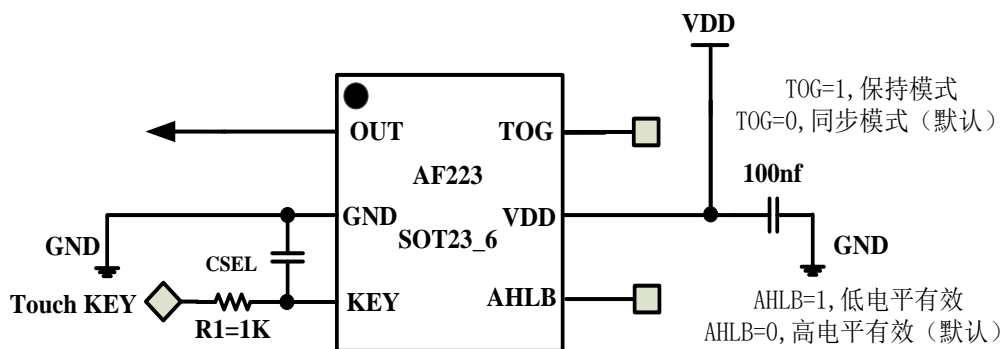 VDD
TOG=1,保持模式
TOG=0,同步模式（默认）
OUT
TOG
100nf
AF223
GND
VDD
SOT23_6
GND
GND
CSEL
Touch KEY
KEY
AHLB
R1=1K
AHLB=1,低电平有效
AHLB=0,高电平有效（默认）